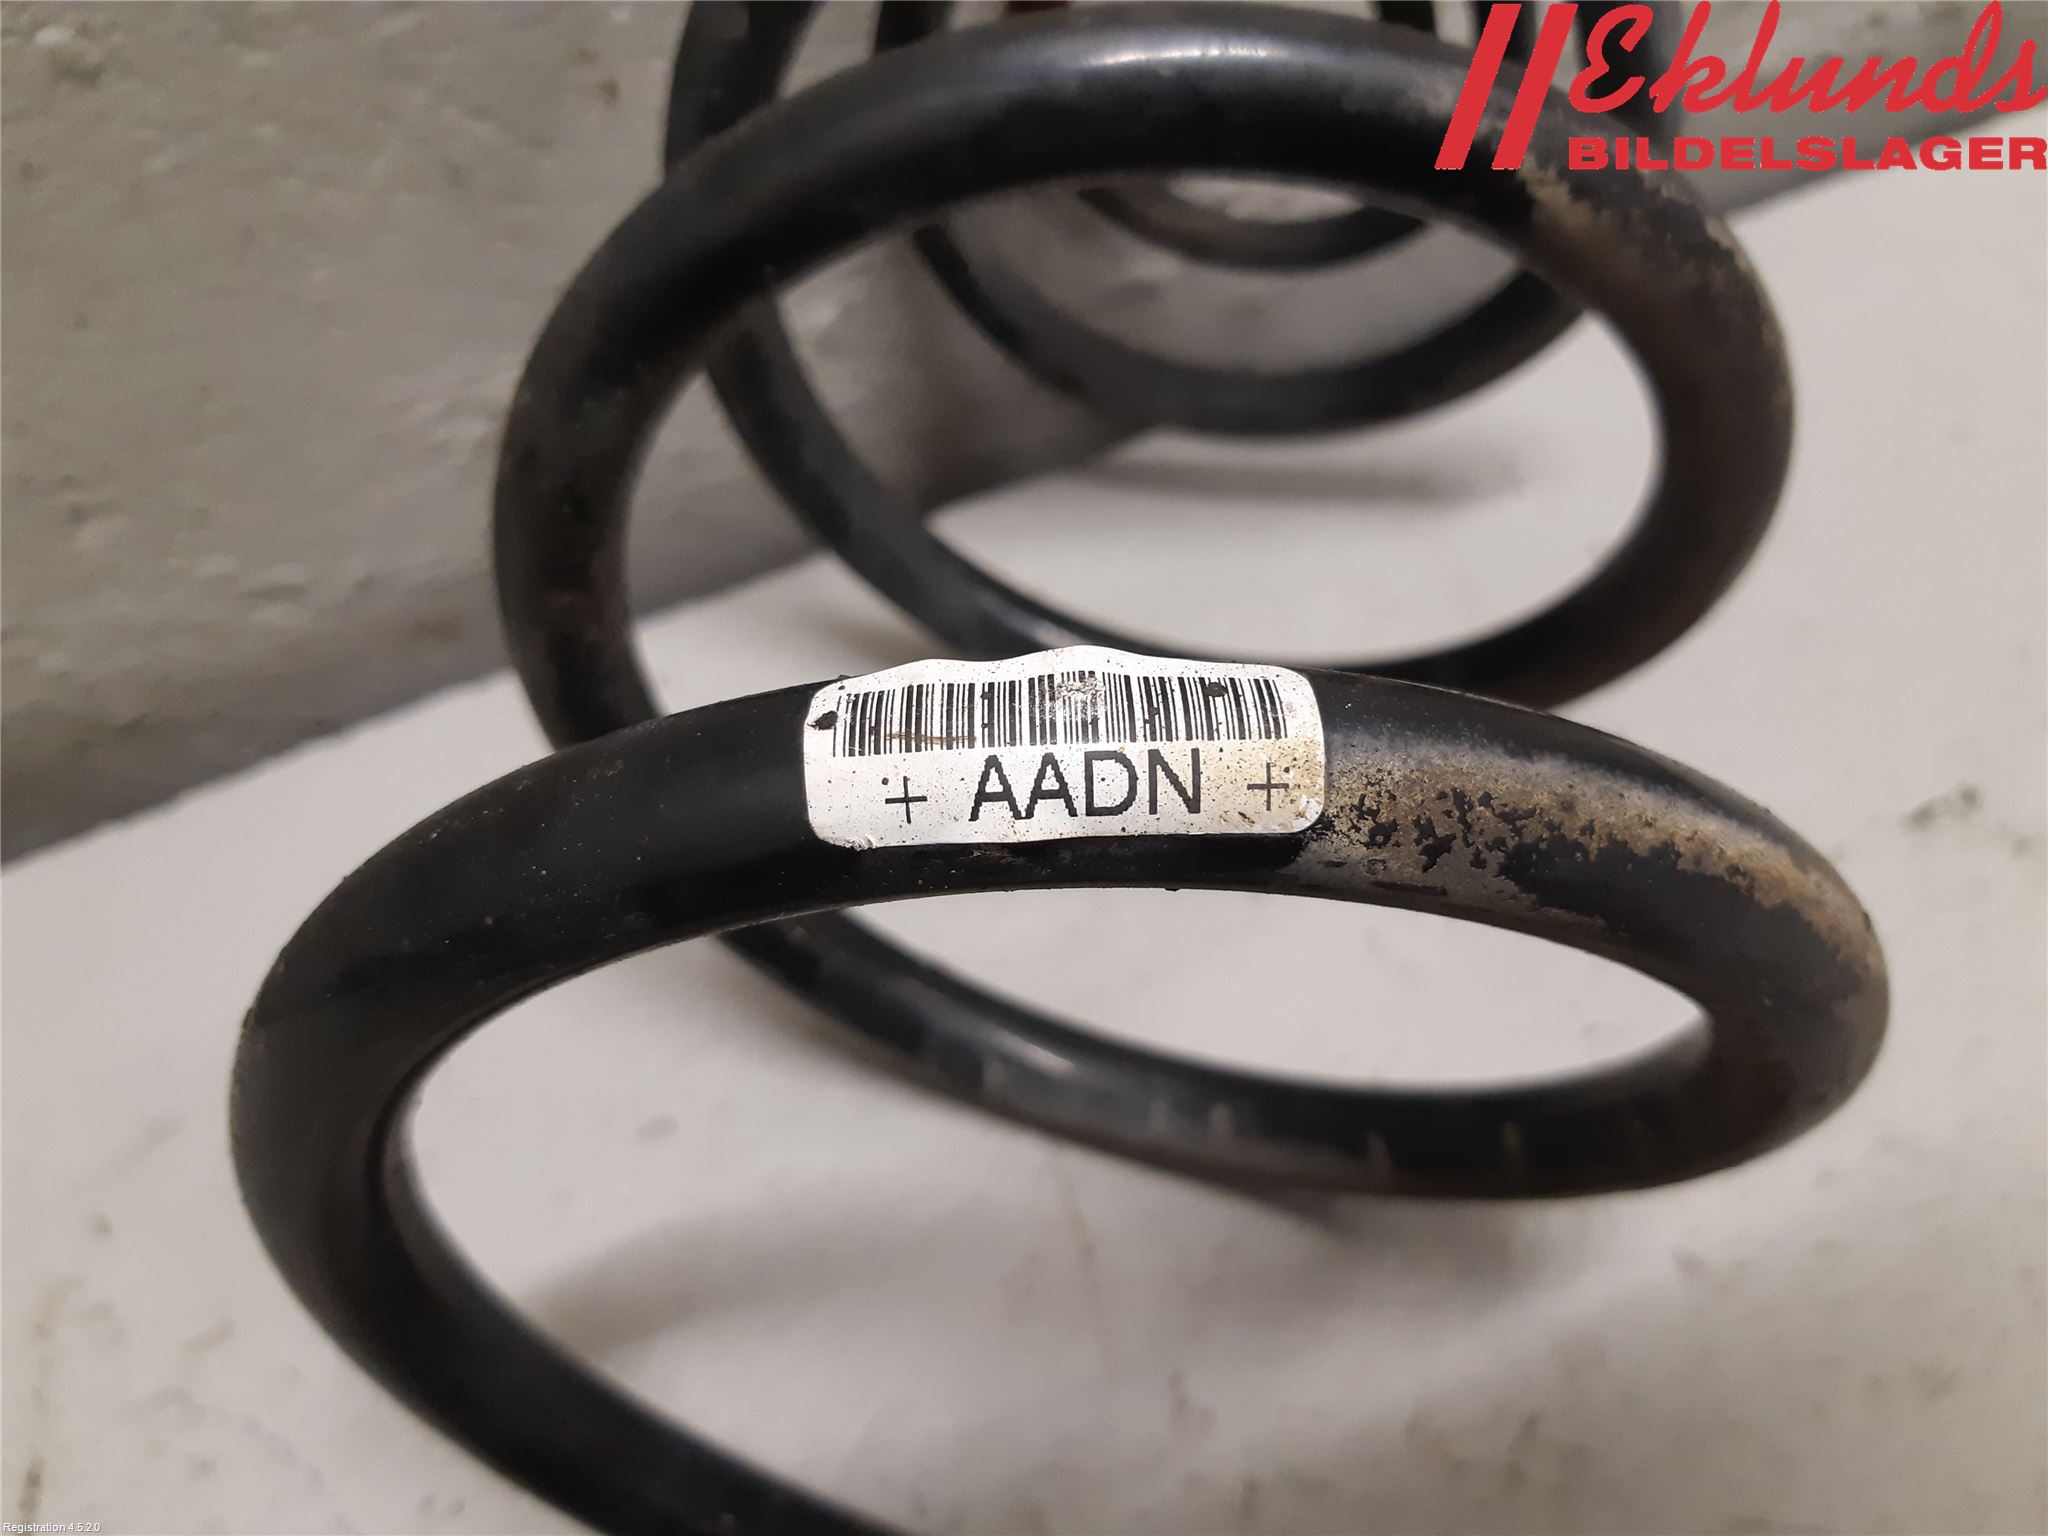 Eklunds
BILDELSLAGER
+ AADN +
Registration 4.5.2.0